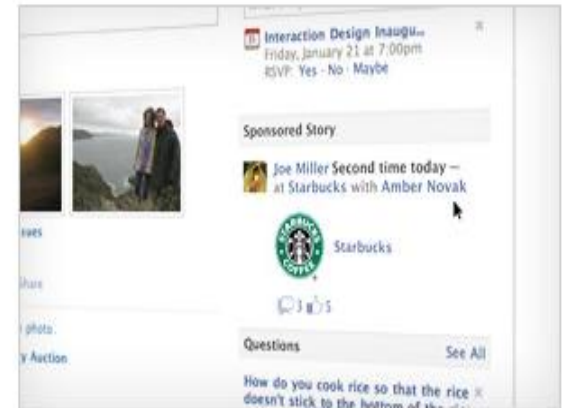 Interaction Design Inaugu...
Friday, January 21 at 7:00pm
RSVP: Yes · No · Maybe
Sponsored Story
Joe Miller Second time today —
at Starbucks with Amber Novak
STARBUCKS
COFFEE
Starbucks
3 5
Share
photo.
y Auction
Questions
See All
How do you cook rice so that the rice
doesn't stick to the bottom of the